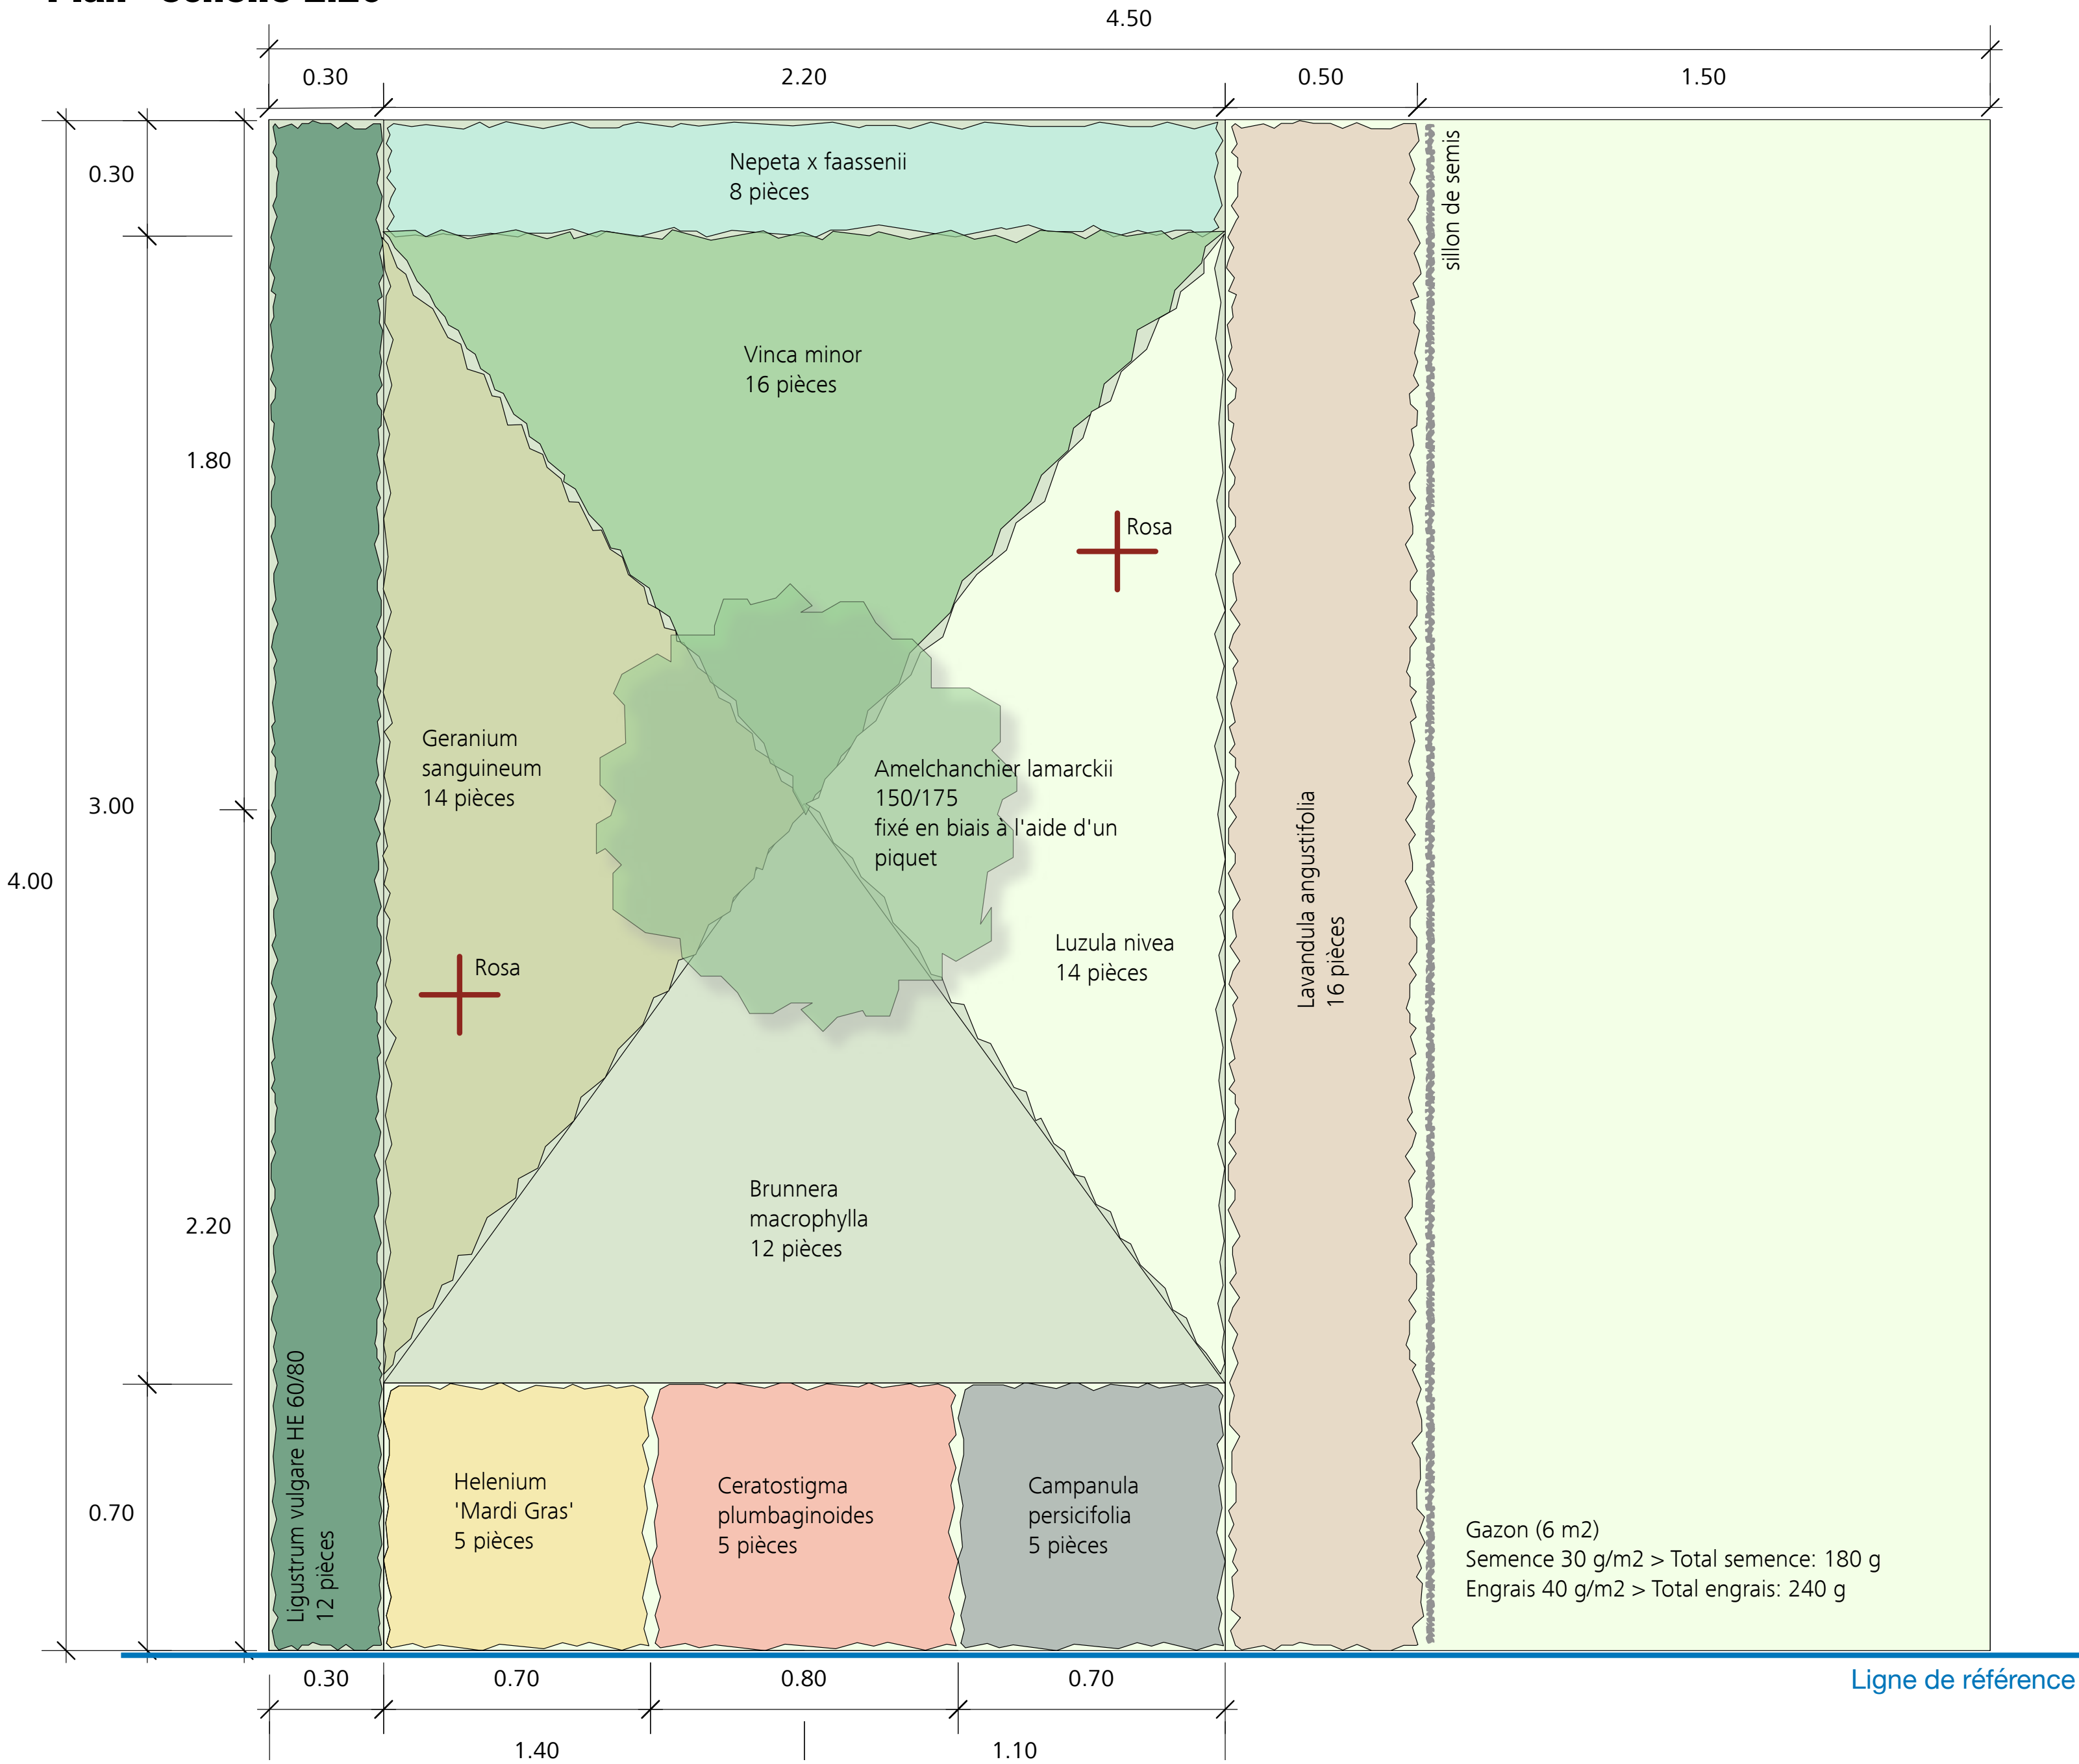 4.50
0.30
2.20
0.50
1.50
0.30
Nepeta x faassenii
8 pièces
sillon de semis
1.80
Vinca minor
16 pièces
Rosa
Geranium
sanguineum
14 pièces
3.00
4.00
Amelchanchier lamarckii
150/175
fixé en biais à l'aide d'un
piquet
Lavandula angustifolia
16 pièces
Luzula nivea
14 pièces
Rosa
2.20
Brunnera
macrophylla
12 pièces
Ligustrum vulgare HE 60/80
12 pièces
0.70
Helenium
'Mardi Gras'
5 pièces
Ceratostigma
plumbaginoides
5 pièces
Campanula
persicifolia
5 pièces
Gazon (6 m2)
Semence 30 g/m2 > Total semence: 180 g
Engrais 40 g/m2 > Total engrais: 240 g
Ligne de référence
0.30
0.70
0.80
0.70
1.40
1.10